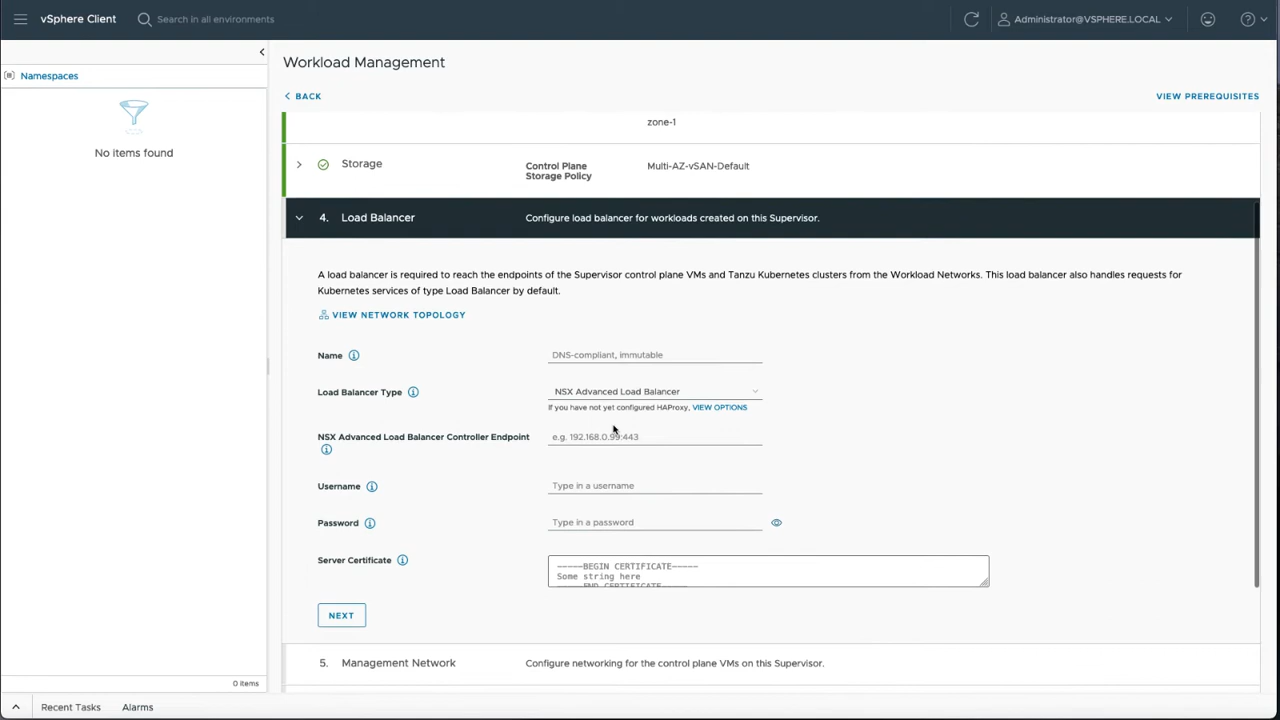 vSphere Client
Search in all environments
Administrator@VSPHERE.LOCAL
Namespaces
No items found
0 items
Workload Management
BACK
VIEW PREREQUISITES
zone-1
Storage
Control Plane
Storage Policy
Multi-AZ-vSAN-Default
4. Load Balancer
Configure load balancer for workloads created on this Supervisor.
A load balancer is required to reach the endpoints of the Supervisor control plane VMs and Tanzu Kubernetes clusters from the Workload Networks. This load balancer also handles requests for
Kubernetes services of type Load Balancer by default.
VIEW NETWORK TOPOLOGY
Name
DNS-compliant, immutable
Load Balancer Type
NSX Advanced Load Balancer
If you have not yet configured HAProxy, VIEW OPTIONS
NSX Advanced Load Balancer Controller Endpoint
e.g. 192.168.0.99:443
Username
Type in a username
Password
Type in a password
Server Certificate
-----BEGIN CERTIFICATE-----
Some string here
-----END CERTIFICATE-----
NEXT
5. Management Network
Configure networking for the control plane VMs on this Supervisor.
Recent Tasks
Alarms